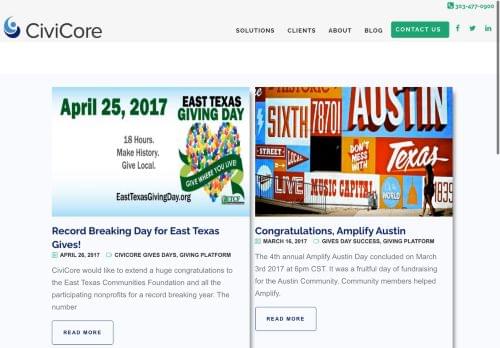 303-477-0900
CiviCore
SOLUTIONS CLIENTS ABOUT BLOG CONTACT US
April 25, 2017
18 Hours.
Make History.
Give Local.
EastTexasGivingDay.org
EAST TEXAS
GIVING DAY
GIVE WHERE YOU LIVE!
ETCF
SIXTH
78701
AUSTIN
STREET
LOCAL
DON'T
MESS
WITH
Texas
LIVE
MUSIC CAPITAL
WORLD
1839
Record Breaking Day for East Texas
Gives!
APRIL 26, 2017 CIVICORE GIVES DAYS, GIVING PLATFORM
CiviCore would like to extend a huge congratulations to
the East Texas Communities Foundation and all the
participating nonprofits for a record breaking year. The
number
READ MORE
Congratulations, Amplify Austin
MARCH 16, 2017 GIVES DAY SUCCESS, GIVING PLATFORM
The 4th annual Amplify Austin Day concluded on March
3rd 2017 at 6pm CST. It was a fruitful day of fundraising
for the Austin Community. Community members helped
Amplify.
READ MORE